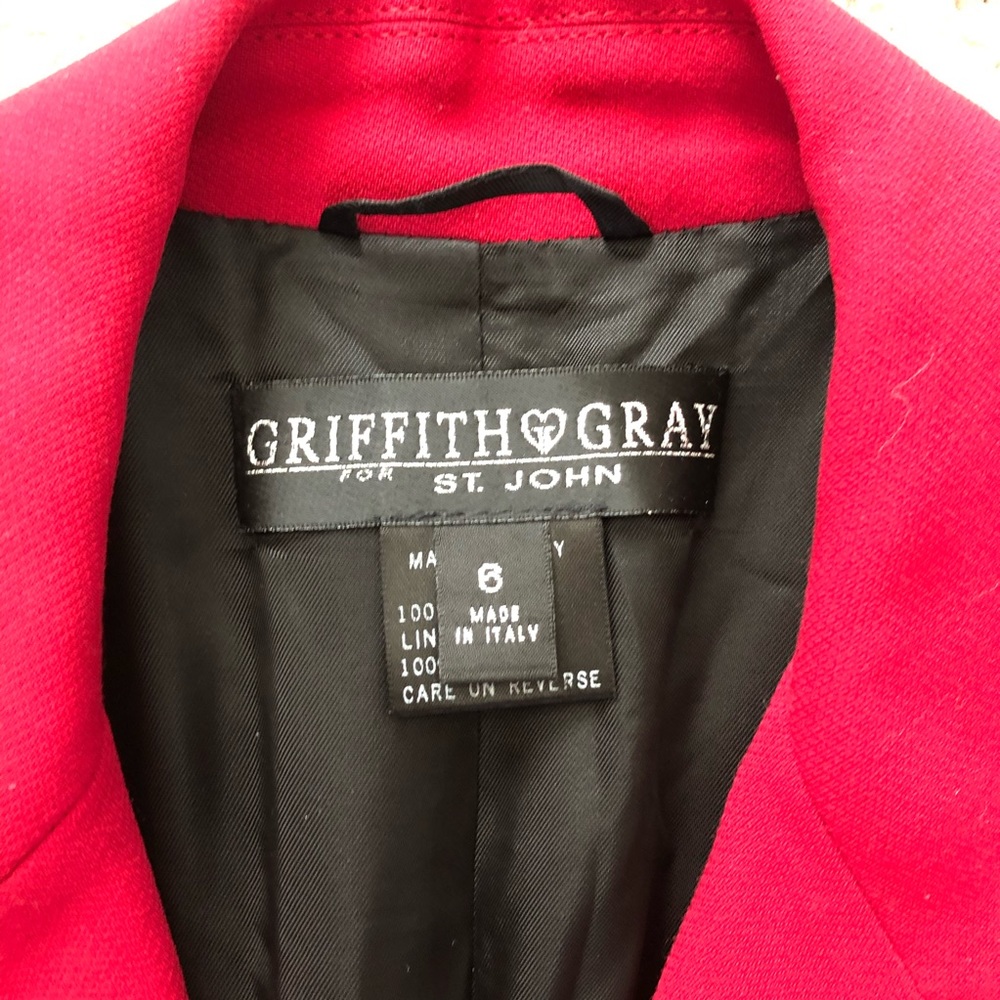 GRIFFITH GRAY
FOR ST. JOHN
6
MADE
IN ITALY
CARE ON REVERSE